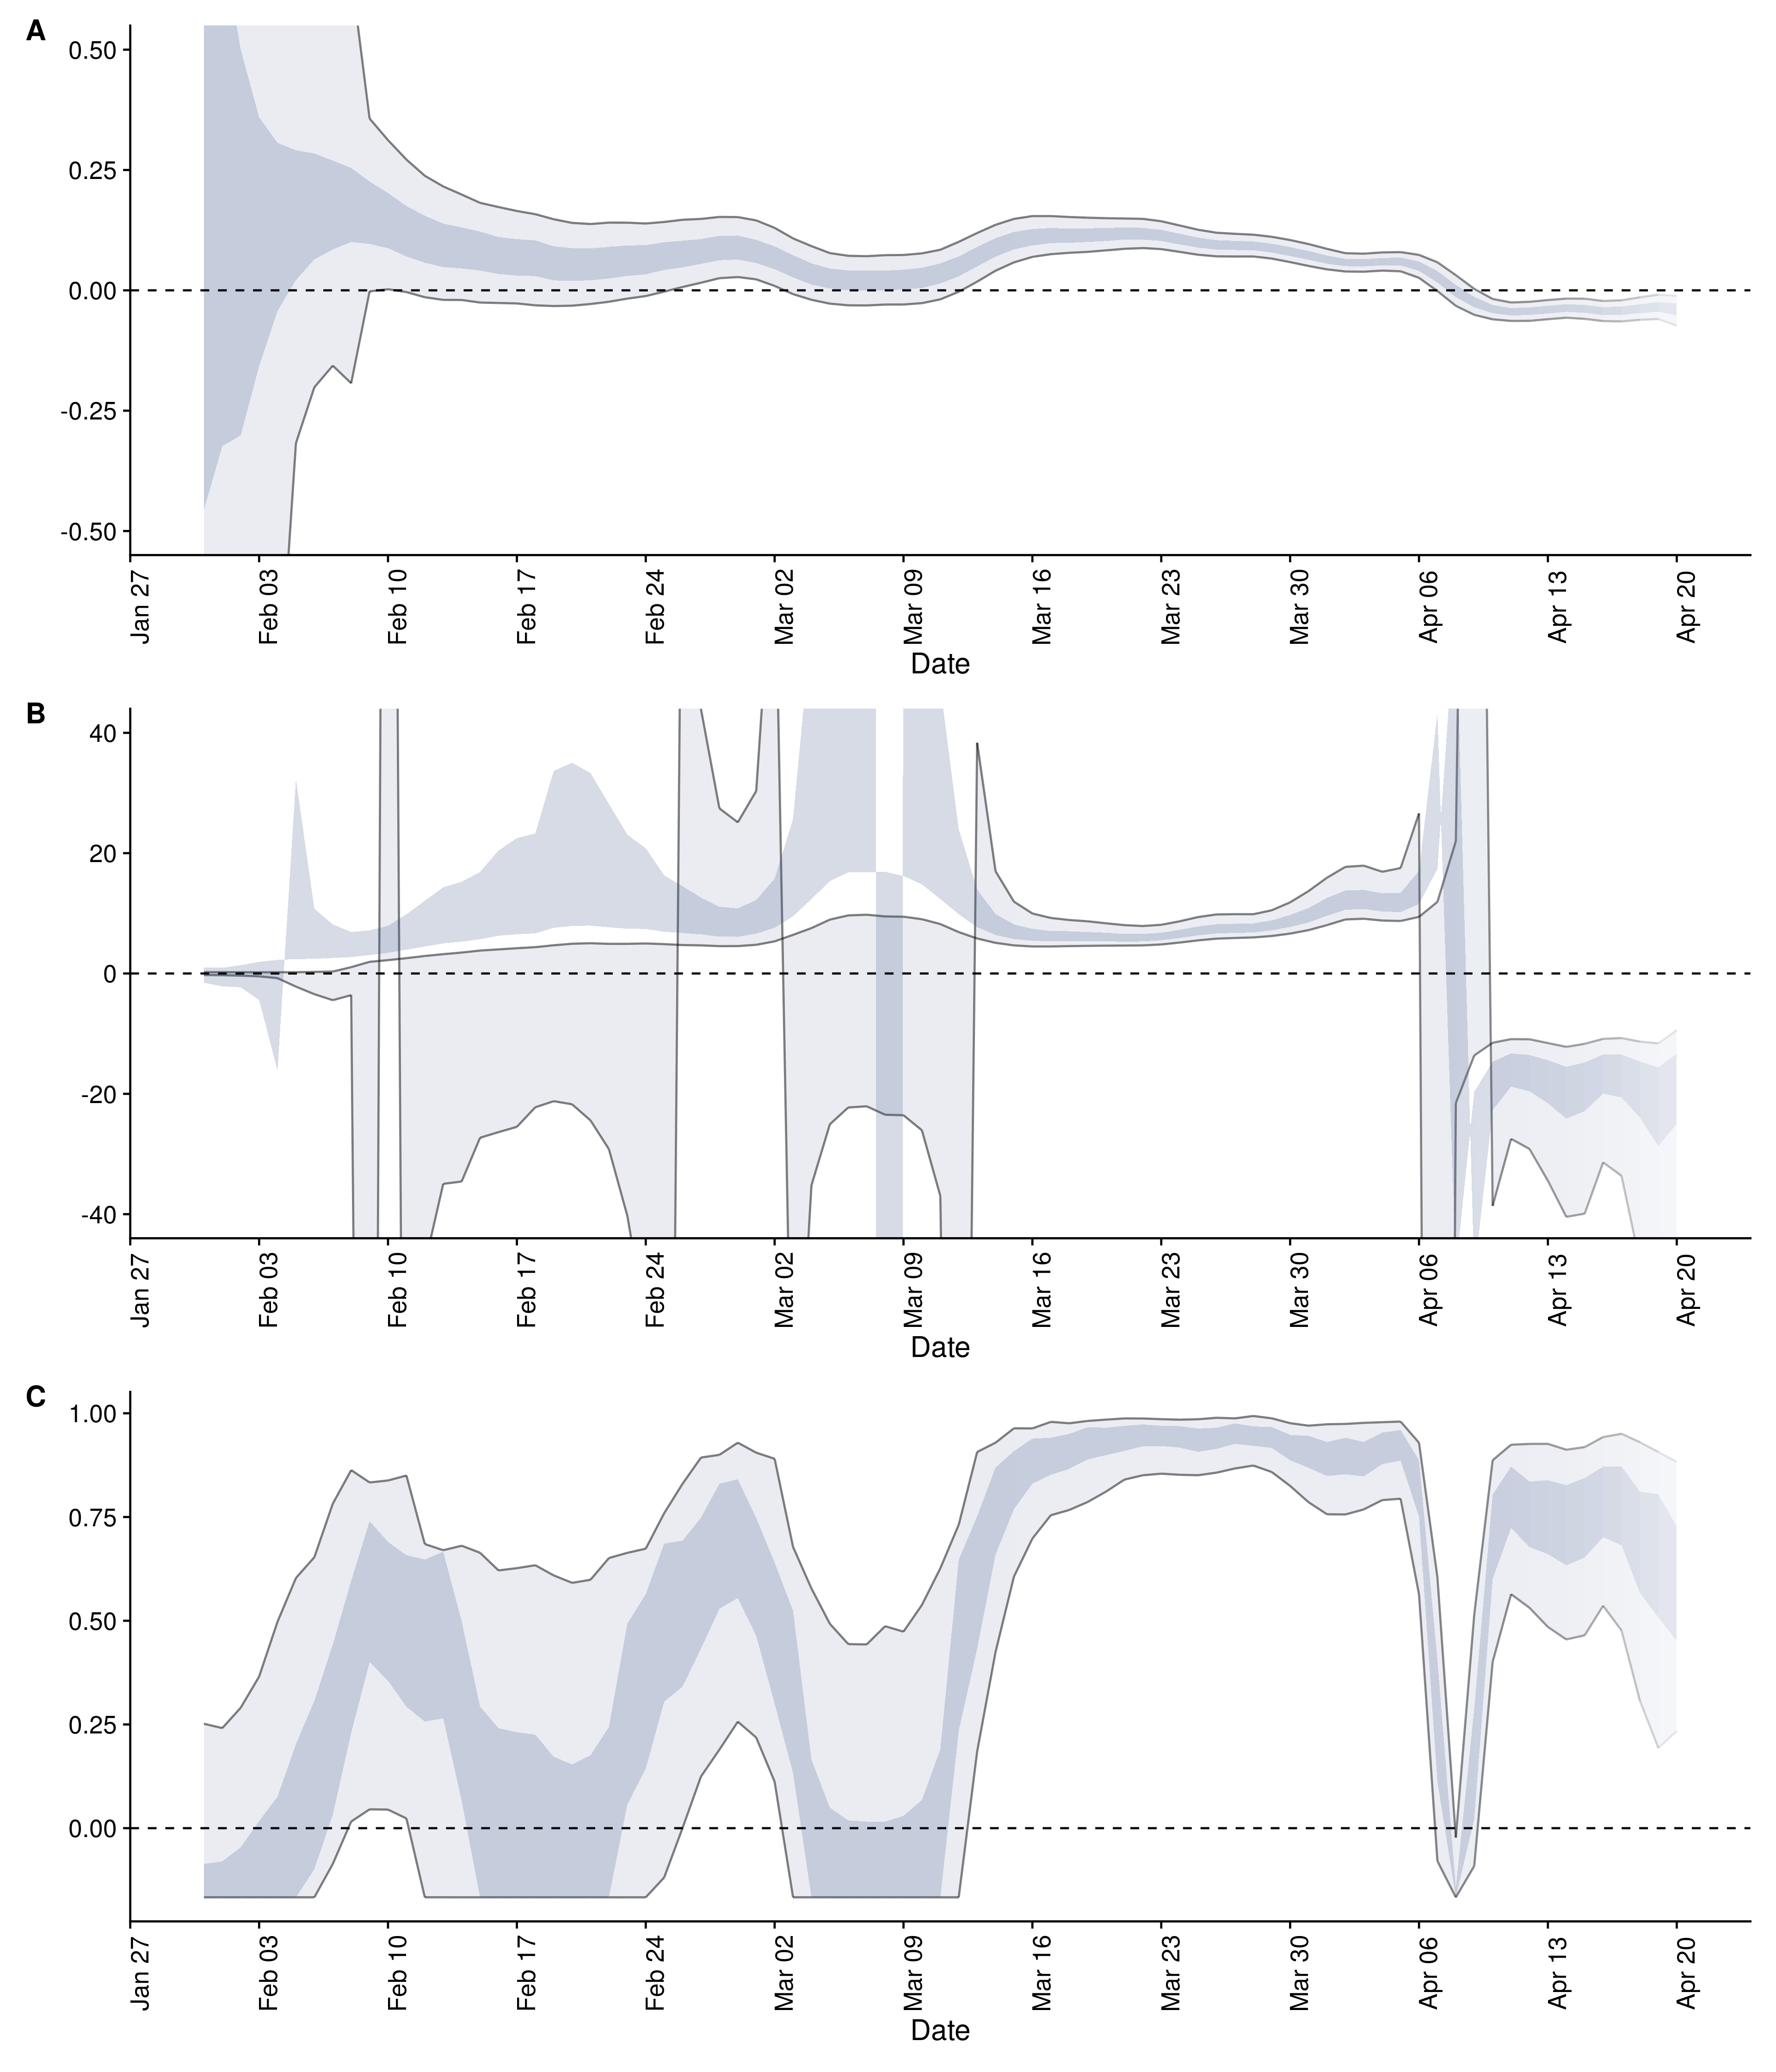 A
0.50
0.25
0.00
-0.25
-0.50
Jan 27
Feb 03
Feb 10
Feb 17
Feb 24
Mar 02
Mar 09
Mar 16
Mar 23
Mar 30
Apr 06
Apr 13
Apr 20
Date
B
40
20
0
-20
-40
Jan 27
Feb 03
Feb 10
Feb 17
Feb 24
Mar 02
Mar 09
Mar 16
Mar 23
Mar 30
Apr 06
Apr 13
Apr 20
Date
C
1.00
0.75
0.50
0.25
0.00
Jan 27
Feb 03
Feb 10
Feb 17
Feb 24
Mar 02
Mar 09
Mar 16
Mar 23
Mar 30
Apr 06
Apr 13
Apr 20
Date